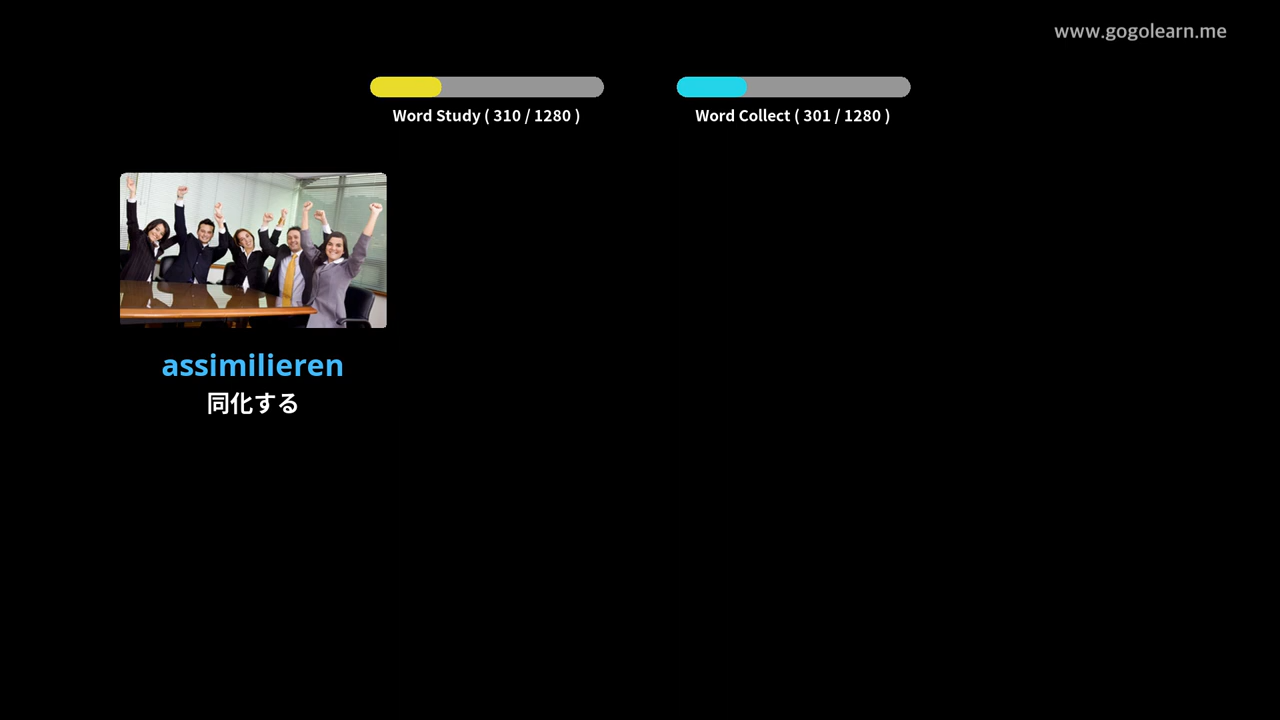 www.gogolearn.me
Word Study ( 310 / 1280 )
Word Collect ( 301 / 1280 )
assimilieren
同化する